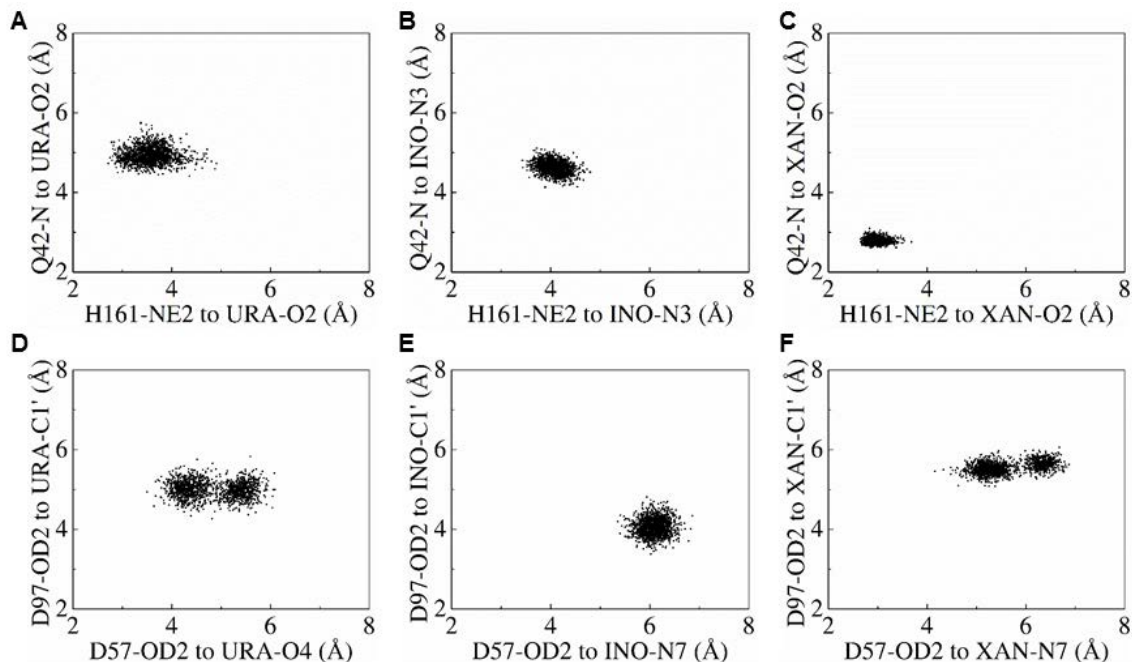 A
8
6
4
2
Q42-N to URA-O2 (Å)
2 4 6 8
H161-NE2 to URA-O2 (Å)
B
8
6
4
2
Q42-N to INO-N3 (Å)
2 4 6 8
H161-NE2 to INO-N3 (Å)
C
8
6
4
2
Q42-N to XAN-O2 (Å)
2 4 6 8
H161-NE2 to XAN-O2 (Å)
D
8
6
4
2
D97-OD2 to URA-C1' (Å)
2 4 6 8
D57-OD2 to URA-O4 (Å)
E
8
6
4
2
D97-OD2 to INO-C1' (Å)
2 4 6 8
D57-OD2 to INO-N7 (Å)
F
8
6
4
2
D97-OD2 to XAN-C1' (Å)
2 4 6 8
D57-OD2 to XAN-N7 (Å)